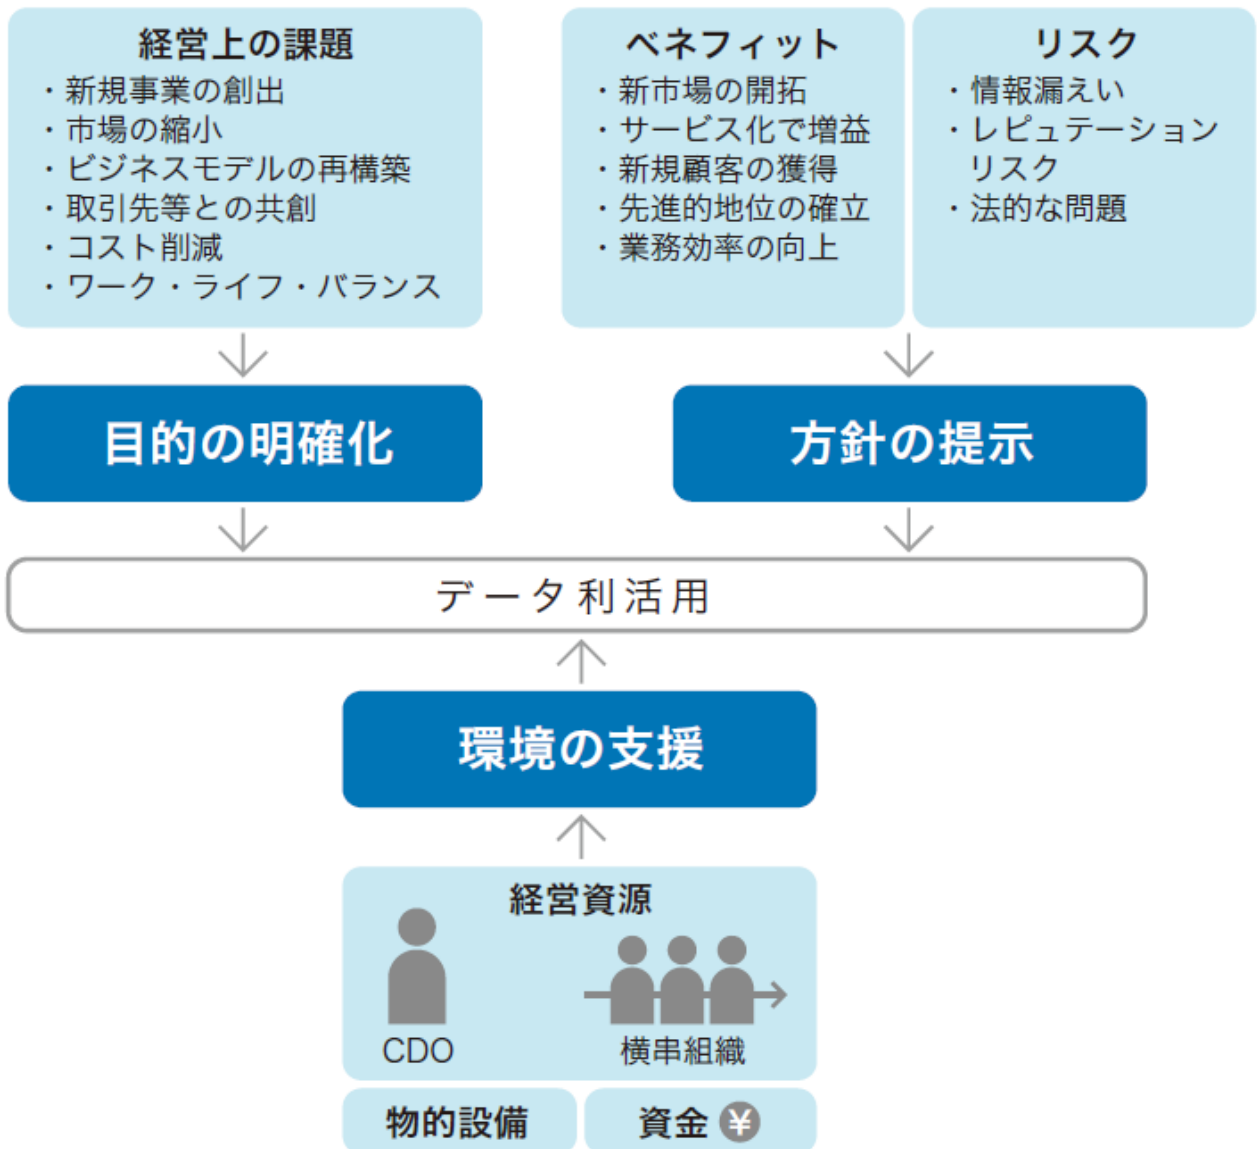 経営上の課題
・新規事業の創出
・市場の縮小
・ビジネスモデルの再構築
・取引先等との共創
・コスト削減
・ワーク・ライフ・バランス
ベネフィット
・新市場の開拓
・サービス化で増益
・新規顧客の獲得
・先進的地位の確立
・業務効率の向上
リスク
・情報漏えい
・レピュテーション
リスク
・法的な問題
目的の明確化
方針の提示
データ利活用
環境の支援
経営資源
CDO
横串組織
物的設備
資金 ¥